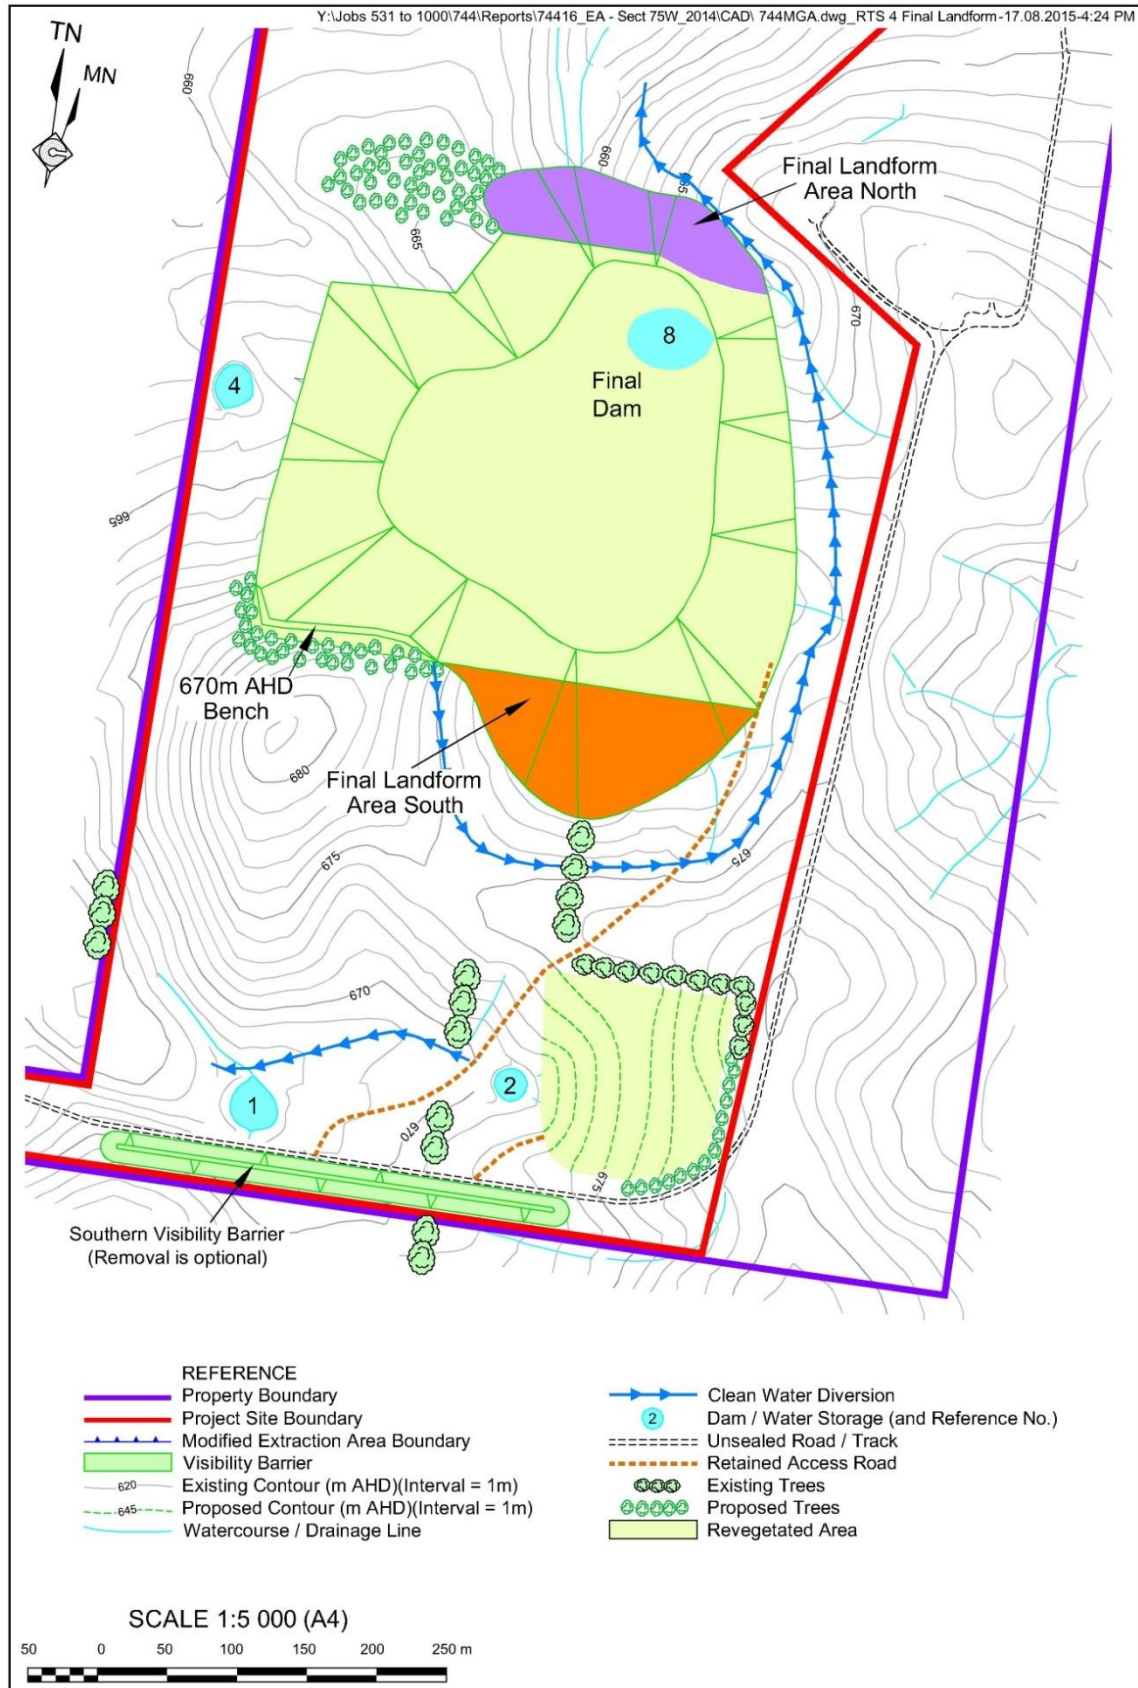 Y:\Jobs 531 to 1000\744\Reports\74416_EA - Sect 75W_2014\CAD\ 744MGA.dwg_RTS 4 Final Landform-17.08.2015-4:24 PM
TN
MN
660
660
665
Final Landform
Area North
665
670
8
4
Final
Dam
665
670m AHD
Bench
680
Final Landform
Area South
675
675
670
2
1
670
675
Southern Visibility Barrier
(Removal is optional)
REFERENCE
Property Boundary
Project Site Boundary
Modified Extraction Area Boundary
Visibility Barrier
620 Existing Contour (m AHD)(Interval = 1m)
645 Proposed Contour (m AHD)(Interval = 1m)
Watercourse / Drainage Line
Clean Water Diversion
2 Dam / Water Storage (and Reference No.)
Unsealed Road / Track
Retained Access Road
Existing Trees
Proposed Trees
Revegetated Area
SCALE 1:5 000 (A4)
50 0 50 100 150 200 250 m